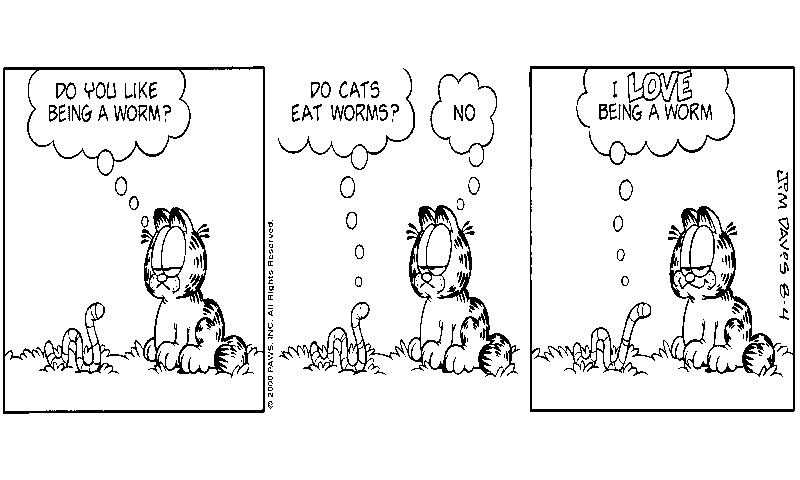 DO YOU LIKE
BEING A WORM?
DO CATS
EAT WORMS?
NO
I LOVE
BEING A WORM
© 2000 PAWS, INC. All Rights Reserved.
JIM DAVIS 8-4